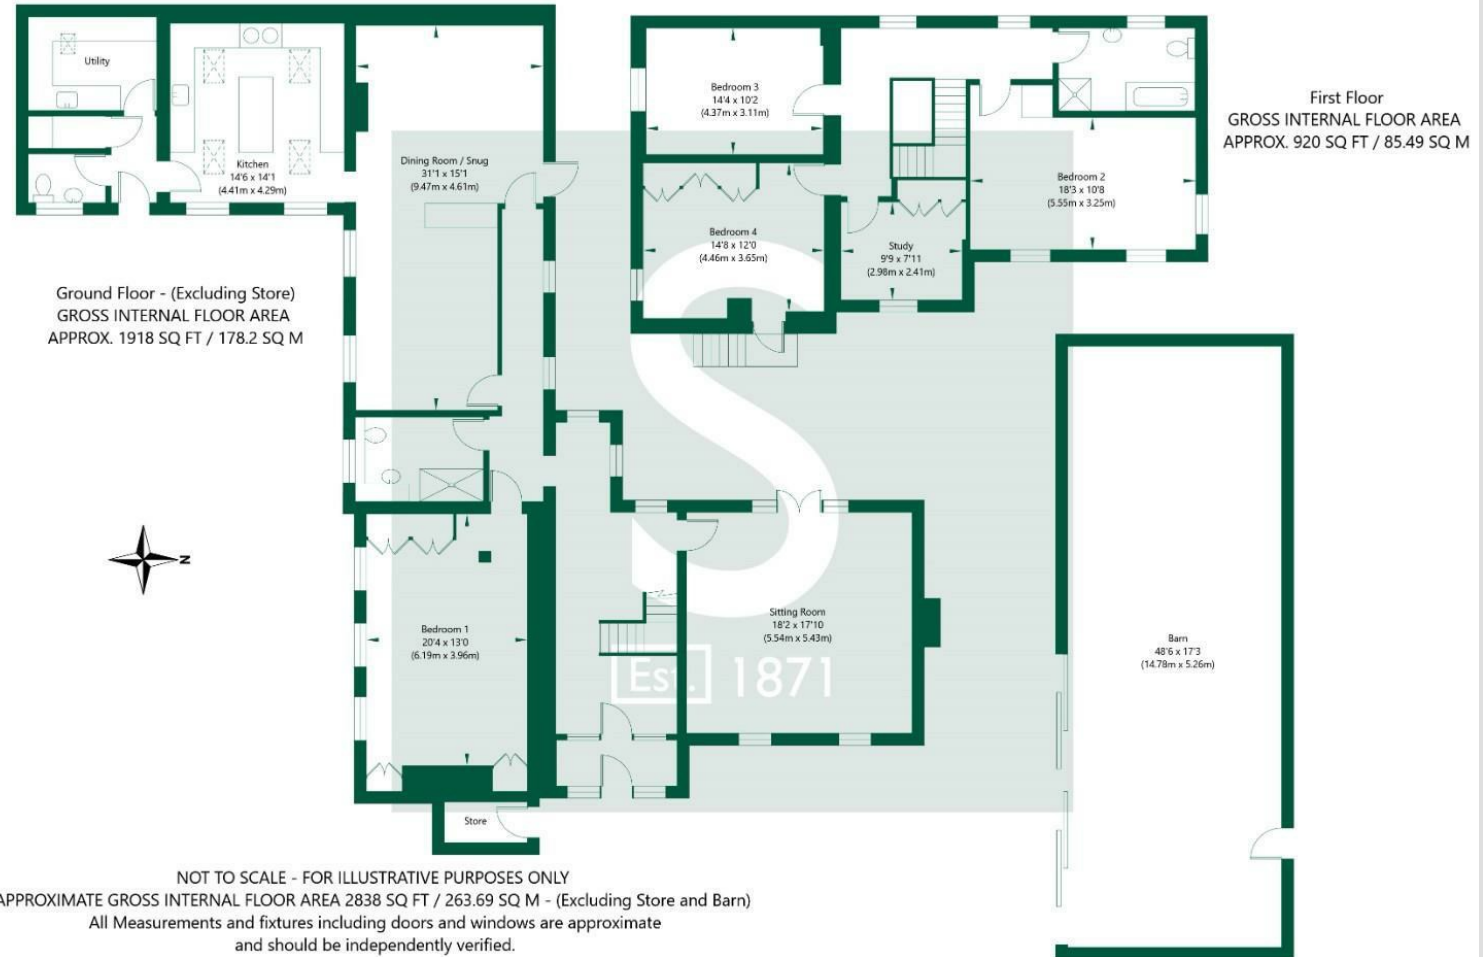 Utility
Kitchen
14'6 x 14'1
(4.41m x 4.29m)
Dining Room / Snug
31'1 x 15'1
(9.47m x 4.61m)
Bedroom 3
14'4 x 10'2
(4.37m x 3.11m)
First Floor
GROSS INTERNAL FLOOR AREA
APPROX. 920 SQ FT / 85.49 SQ M
Bedroom 2
18'3 x 10'8
(5.55m x 3.25m)
Bedroom 4
14'8 x 12'0
(4.46m x 3.65m)
Study
9'9 x 7'11
(2.98m x 2.41m)
Ground Floor - (Excluding Store)
GROSS INTERNAL FLOOR AREA
APPROX. 1918 SQ FT / 178.2 SQ M
N
S
Bedroom 1
20'4 x 13'0
(6.19m x 3.96m)
Sitting Room
18'2 x 17'10
(5.54m x 5.43m)
Est. 1871
Barn
48'6 x 17'3
(14.78m x 5.26m)
Store
NOT TO SCALE - FOR ILLUSTRATIVE PURPOSES ONLY
APPROXIMATE GROSS INTERNAL FLOOR AREA 2838 SQ FT / 263.69 SQ M - (Excluding Store and Barn)
All Measurements and fixtures including doors and windows are approximate
and should be independently verified.